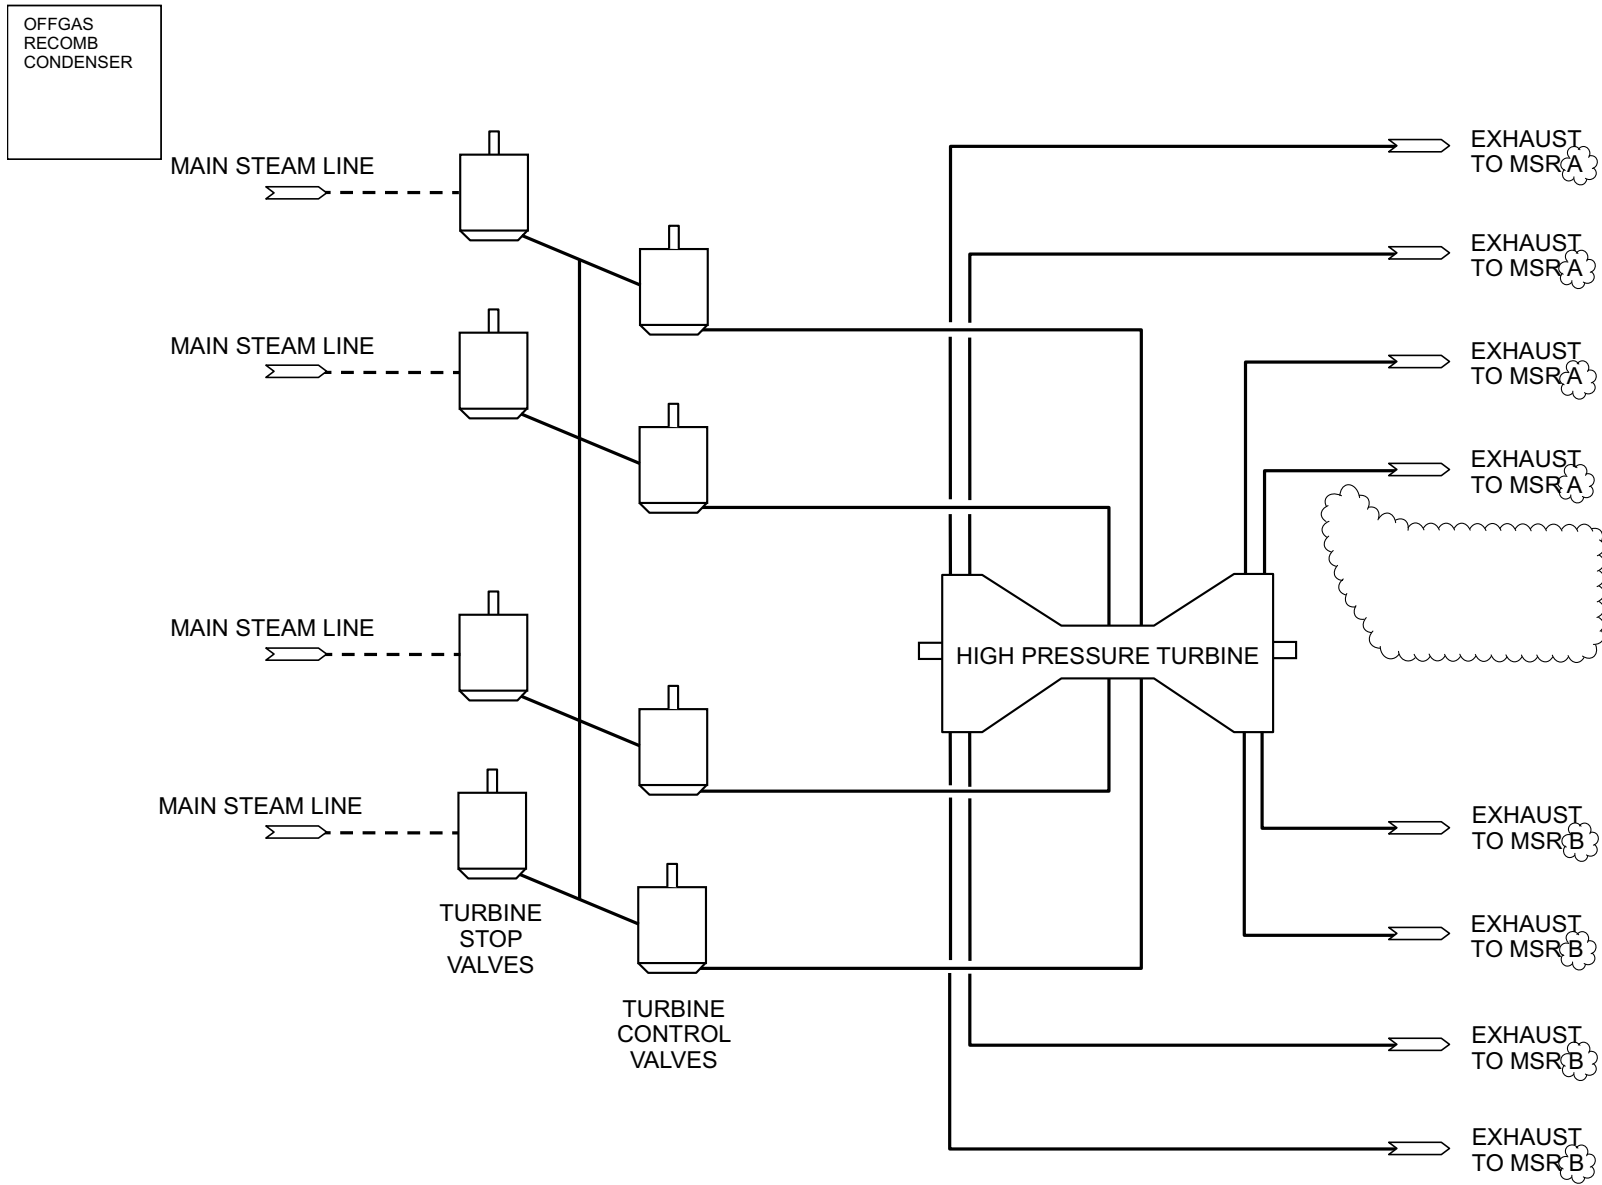 OFFGAS
RECOMB
CONDENSER
MAIN STEAM LINE
MAIN STEAM LINE
MAIN STEAM LINE
MAIN STEAM LINE
TURBINE
STOP
VALVES
TURBINE
CONTROL
VALVES
HIGH PRESSURE TURBINE
EXHAUST
TO MSR A
EXHAUST
TO MSR A
EXHAUST
TO MSR A
EXHAUST
TO MSR A
EXHAUST
TO MSR B
EXHAUST
TO MSR B
EXHAUST
TO MSR B
EXHAUST
TO MSR B